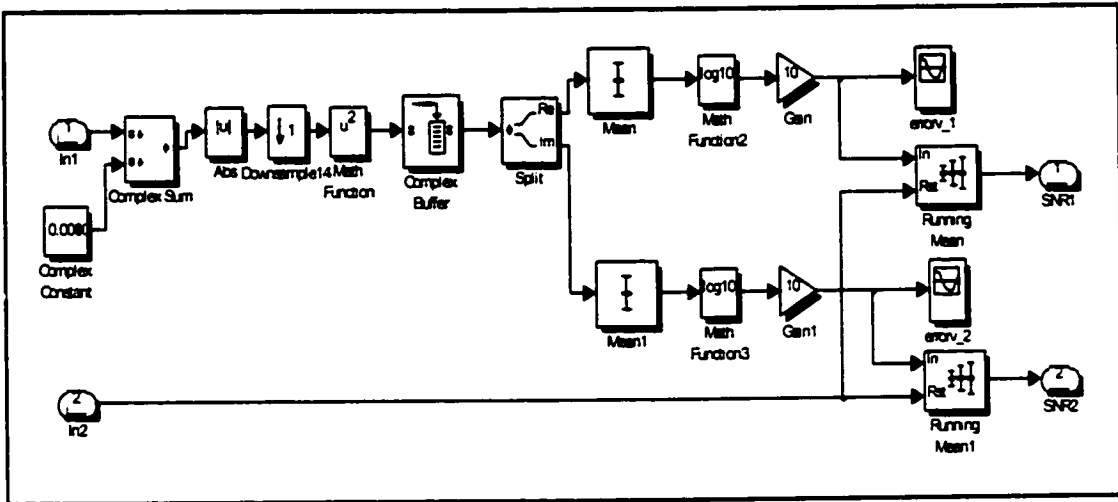 1
In1
Complex Sum
0.0080
Complex
Constant
|u|
Abs
1
Downsample14
u²
Math
Function
Complex
Buffer
Re
Im
Split
Mean
log10
Math
Function2
10
Gain
errorv_1
In
Rst
Running
Mean
1
SNR1
Mean1
log10
Math
Function3
10
Gain1
errorv_2
In
Rst
Running
Mean1
2
SNR2
2
In2